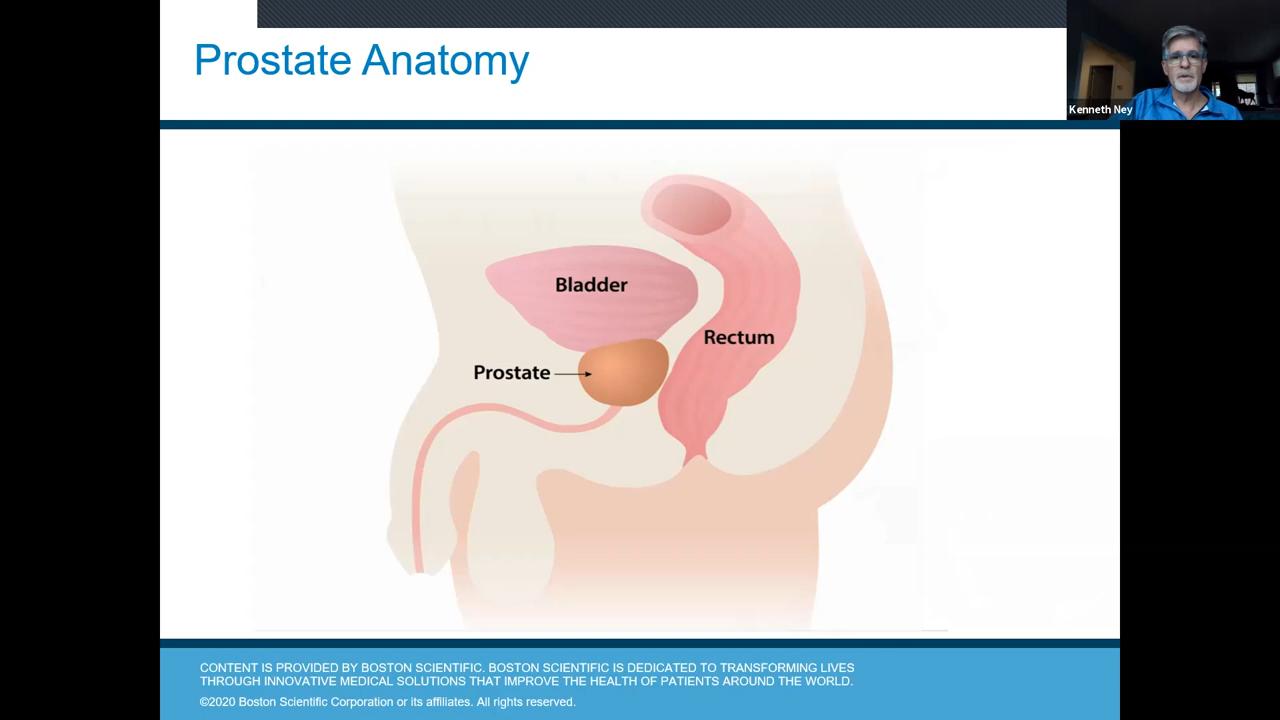 Prostate Anatomy
Kenneth Ney
Bladder
Rectum
Prostate
CONTENT IS PROVIDED BY BOSTON SCIENTIFIC. BOSTON SCIENTIFIC IS DEDICATED TO TRANSFORMING LIVES
THROUGH INNOVATIVE MEDICAL SOLUTIONS THAT IMPROVE THE HEALTH OF PATIENTS AROUND THE WORLD.
©2020 Boston Scientific Corporation or its affiliates. All rights reserved.